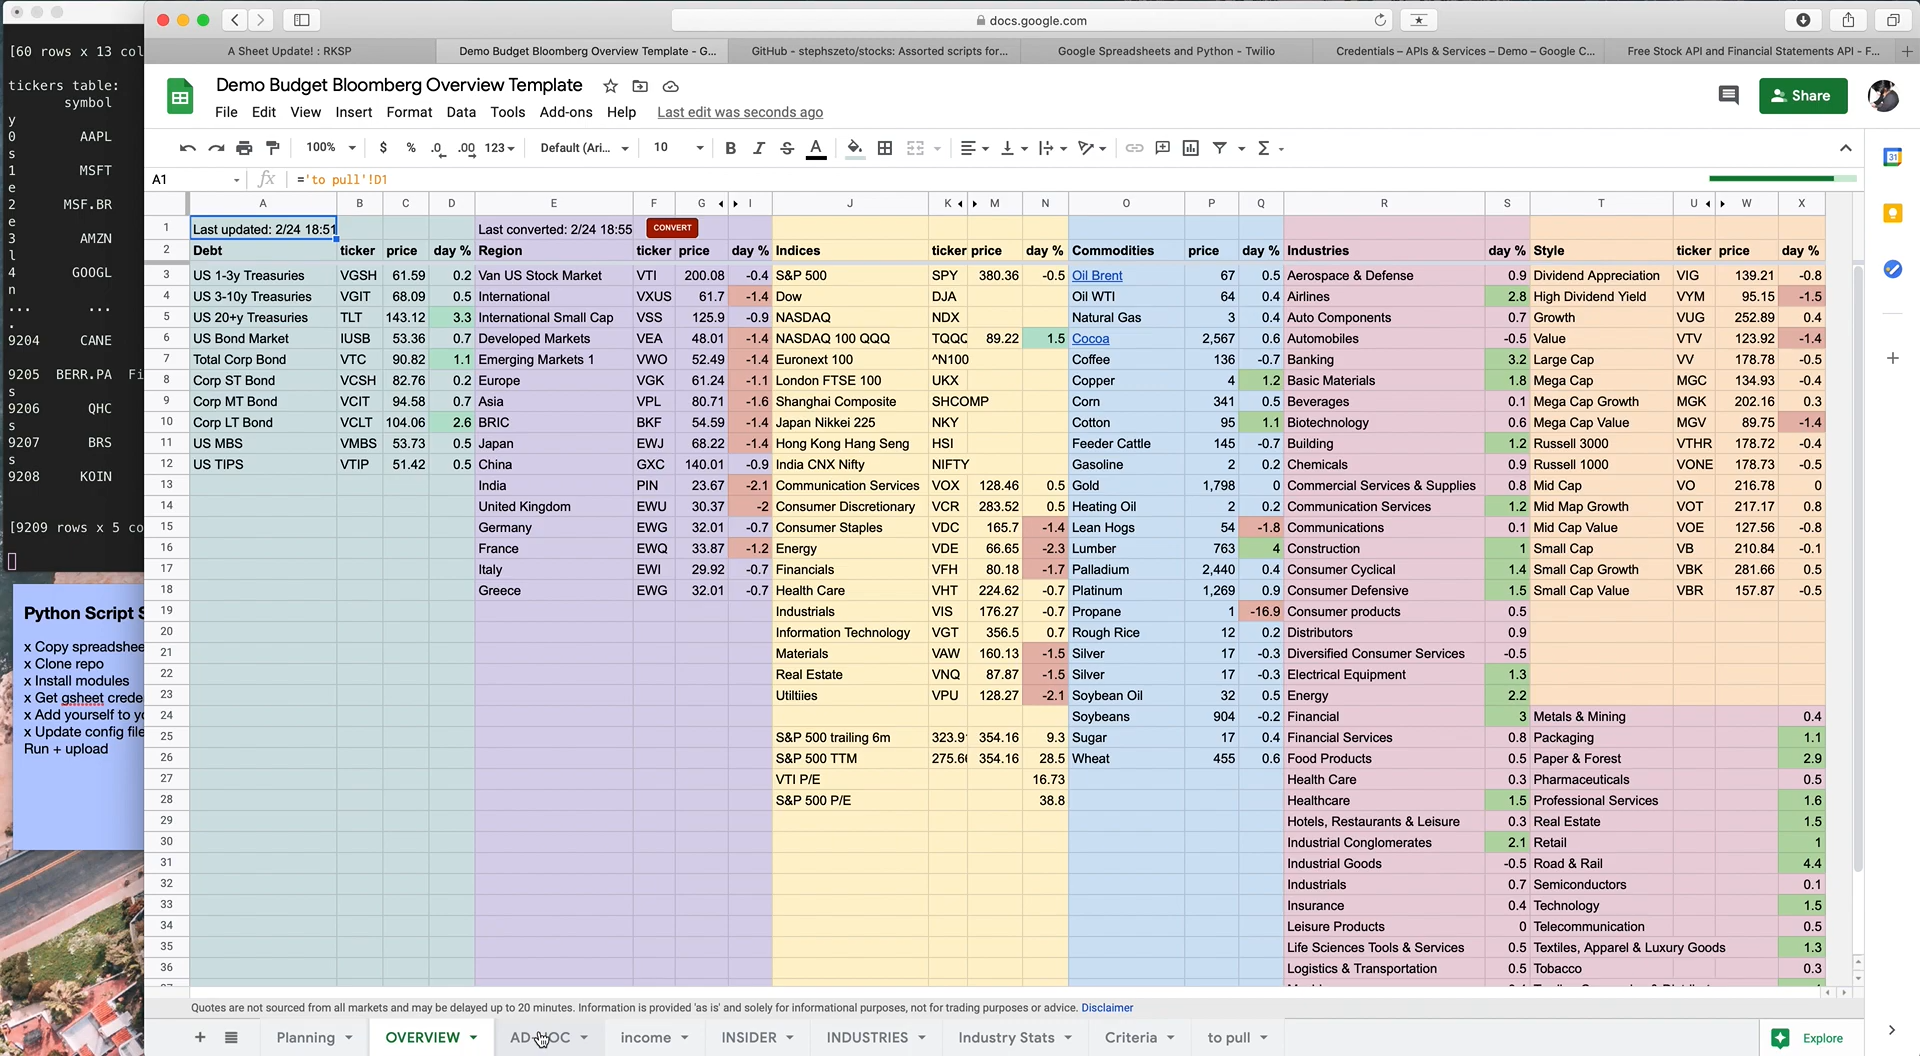 docs.google.com
A Sheet Update! : RKSP
Demo Budget Bloomberg Overview Template - G...
GitHub - stephszeto/stocks: Assorted scripts for...
Google Spreadsheets and Python - Twilio
Credentials – APIs & Services – Demo – Google C...
Free Stock API and Financial Statements API - F...
Demo Budget Bloomberg Overview Template
Share
File Edit View Insert Format Data Tools Add-ons Help Last edit was seconds ago
100% $ % .0 .00 123 Default (Ari... 10 B I S A
A1 fx ='to pull'!D1
A B C D E F G I J K M N O P Q R S T U W X
1 Last updated: 2/24 18:51 Last converted: 2/24 18:55 CONVERT
2 Debt ticker price day % Region ticker price day % Indices ticker price day % Commodities price day % Industries day % Style ticker price day %
3 US 1-3y Treasuries VGSH 61.59 0.2 Van US Stock Market VTI 200.08 -0.4 S&P 500 SPY 380.36 -0.5 Oil Brent 67 0.5 Aerospace & Defense 0.9 Dividend Appreciation VIG 139.21 -0.8
4 US 3-10y Treasuries VGIT 68.09 0.5 International VXUS 61.7 -1.4 Dow DJA Oil WTI 64 0.4 Airlines 2.8 High Dividend Yield VYM 95.15 -1.5
5 US 20+y Treasuries TLT 143.12 3.3 International Small Cap VSS 125.9 -0.9 NASDAQ NDX Natural Gas 3 0.4 Auto Components 0.7 Growth VUG 252.89 0.4
6 US Bond Market IUSB 53.36 0.7 Developed Markets VEA 48.01 -1.4 NASDAQ 100 QQQ TQQQ 89.22 1.5 Cocoa 2,567 0.6 Automobiles -0.5 Value VTV 123.92 -1.4
7 Total Corp Bond VTC 90.82 1.1 Emerging Markets 1 VWO 52.49 -1.4 Euronext 100 ^N100 Coffee 136 -0.7 Banking 3.2 Large Cap VV 178.78 -0.5
8 Corp ST Bond VCSH 82.76 0.2 Europe VGK 61.24 -1.1 London FTSE 100 UKX Copper 4 1.2 Basic Materials 1.8 Mega Cap MGC 134.93 -0.4
9 Corp MT Bond VCIT 94.58 0.7 Asia VPL 80.71 -1.6 Shanghai Composite SHCOMP Corn 341 0.5 Beverages 0.1 Mega Cap Growth MGK 202.16 0.3
10 Corp LT Bond VCLT 104.06 2.6 BRIC BKF 54.59 -1.4 Japan Nikkei 225 NKY Cotton 95 1.1 Biotechnology 0.6 Mega Cap Value MGV 89.75 -1.4
11 US MBS VMBS 53.73 0.5 Japan EWJ 68.22 -1.4 Hong Kong Hang Seng HSI Feeder Cattle 145 -0.7 Building 1.2 Russell 3000 VTHR 178.72 -0.4
12 US TIPS VTIP 51.42 0.5 China GXC 140.01 -0.9 India CNX Nifty NIFTY Gasoline 2 0.2 Chemicals 0.9 Russell 1000 VONE 178.73 -0.5
13 India PIN 23.67 -2.1 Communication Services VOX 128.46 0.5 Gold 1,798 0 Commercial Services & Supplies 0.8 Mid Cap VO 216.78 0
14 United Kingdom EWU 30.37 -2 Consumer Discretionary VCR 283.52 0.5 Heating Oil 2 0.2 Communication Services 1.2 Mid Map Growth VOT 217.17 0.8
15 Germany EWG 32.01 -0.7 Consumer Staples VDC 165.7 -1.4 Lean Hogs 54 -1.8 Communications 0.1 Mid Cap Value VOE 127.56 -0.8
16 France EWQ 33.87 -1.2 Energy VDE 66.65 -2.3 Lumber 763 4 Construction 1 Small Cap VB 210.84 -0.1
17 Italy EWI 29.92 -0.7 Financials VFH 80.18 -1.7 Palladium 2,440 0.4 Consumer Cyclical 1.4 Small Cap Growth VBK 281.66 0.5
18 Greece EWG 32.01 -0.7 Health Care VHT 224.62 -0.7 Platinum 1,269 0.9 Consumer Defensive 1.5 Small Cap Value VBR 157.87 -0.5
19 Industrials VIS 176.27 -0.7 Propane 1 -16.9 Consumer products 0.5
20 Information Technology VGT 356.5 0.7 Rough Rice 12 0.2 Distributors 0.9
21 Materials VAW 160.13 -1.5 Silver 17 -0.3 Diversified Consumer Services -0.5
22 Real Estate VNQ 87.87 -1.5 Silver 17 -0.3 Electrical Equipment 1.3
23 Utiltiies VPU 128.27 -2.1 Soybean Oil 32 0.5 Energy 2.2
24 Soybeans 904 -0.2 Financial 3 Metals & Mining 0.4
25 S&P 500 trailing 6m 323.9 354.16 9.3 Sugar 17 0.4 Financial Services 0.8 Packaging 1.1
26 S&P 500 TTM 275.6 354.16 28.5 Wheat 455 0.6 Food Products 0.5 Paper & Forest 2.9
27 VTI P/E 16.73 Health Care 0.3 Pharmaceuticals 0.5
28 S&P 500 P/E 38.8 Healthcare 1.5 Professional Services 1.6
29 Hotels, Restaurants & Leisure 0.3 Real Estate 1.5
30 Industrial Conglomerates 2.1 Retail 1
31 Industrial Goods -0.5 Road & Rail 4.4
32 Industrials 0.7 Semiconductors 0.1
33 Insurance 0.4 Technology 1.5
34 Leisure Products 0 Telecommunication 0.5
35 Life Sciences Tools & Services 0.5 Textiles, Apparel & Luxury Goods 1.3
36 Logistics & Transportation 0.5 Tobacco 0.3
Quotes are not sourced from all markets and may be delayed up to 20 minutes. Information is provided 'as is' and solely for informational purposes, not for trading purposes or advice. Disclaimer
Planning OVERVIEW AD-HOC income INSIDER INDUSTRIES Industry Stats Criteria to pull Explore
[60 rows x 13 col
tickers table:
symbol
y
0 AAPL
s
1 MSFT
e
2 MSF.BR
e
3 AMZN
l
4 GOOGL
n
... ...
.
9204 CANE
9205 BERR.PA Fi
s
9206 QHC
s
9207 BRS
s
9208 KOIN
[9209 rows x 5 co
Python Script S
x Copy spreadshee
x Clone repo
x Install modules
x Get gsheet crede
x Add yourself to yo
x Update config file
Run + upload
31